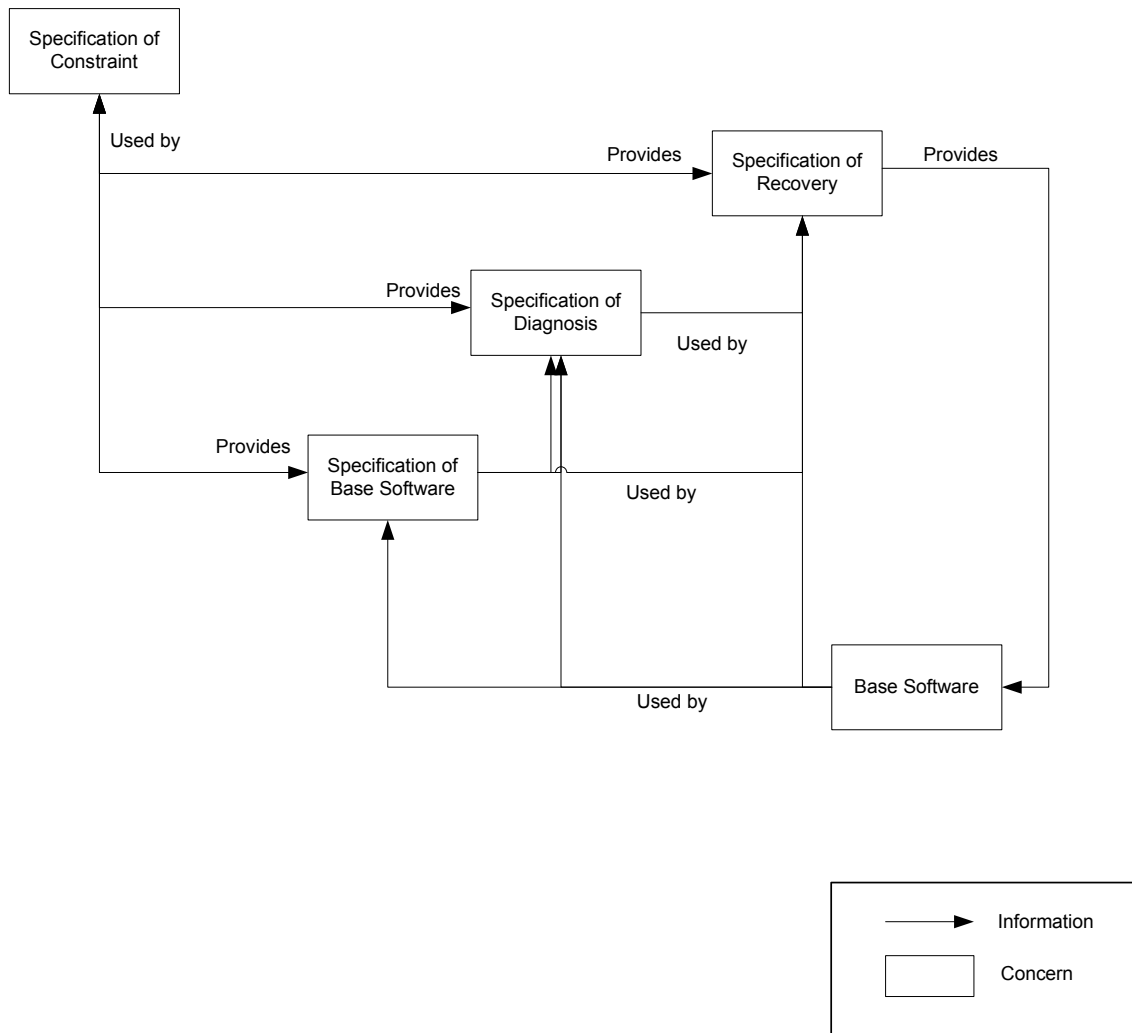 Specification of
Constraint
Used by
Provides
Specification of
Recovery
Provides
Provides
Specification of
Diagnosis
Used by
Provides
Specification of
Base Software
Used by
Base Software
Used by
Information
Concern